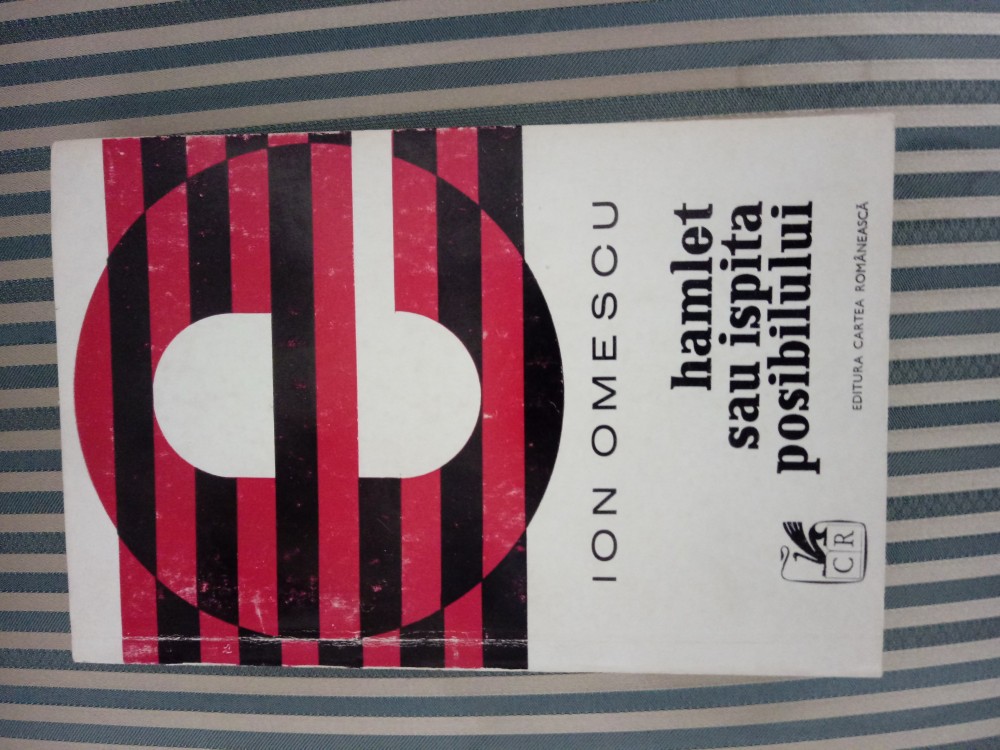 ION OMESCU
hamlet
sau ispita
posibilului
EDITURA CARTEA ROMÂNEASCĂ
CR